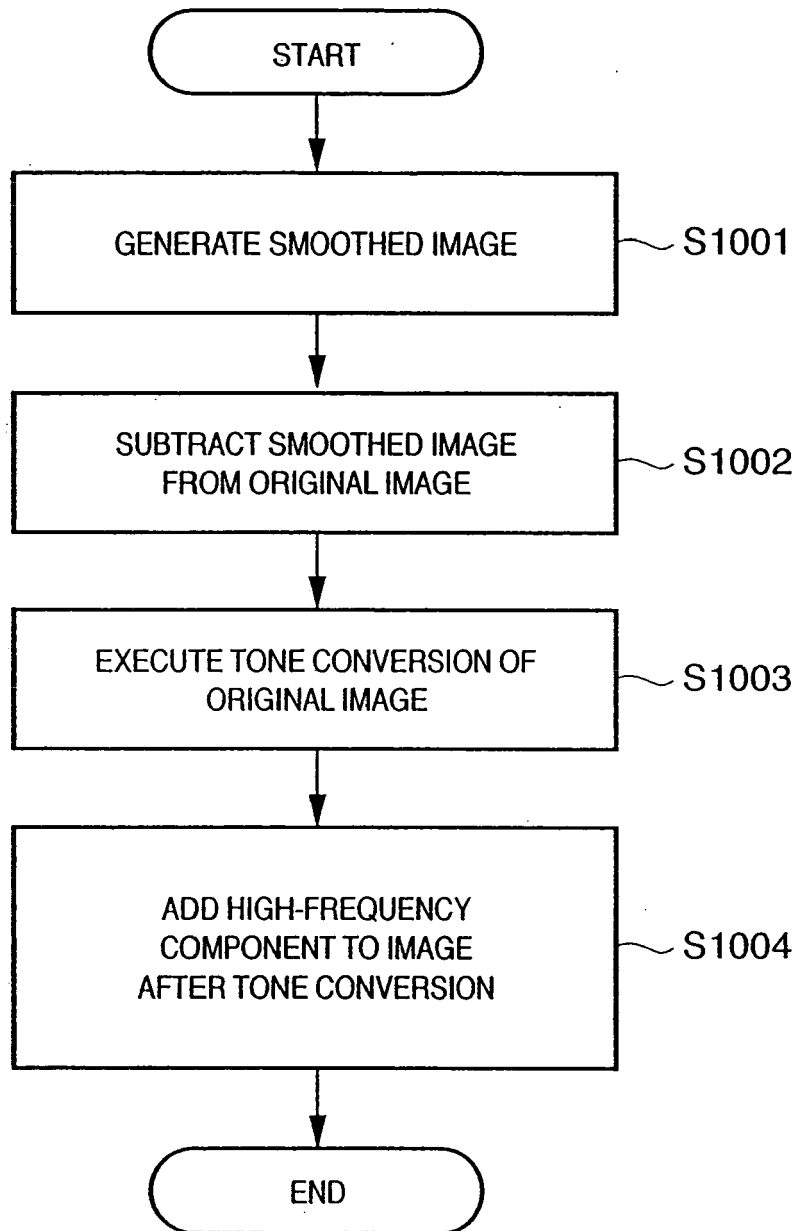 START
GENERATE SMOOTHED IMAGE
S1001
SUBTRACT SMOOTHED IMAGE
FROM ORIGINAL IMAGE
S1002
EXECUTE TONE CONVERSION OF
ORIGINAL IMAGE
S1003
ADD HIGH-FREQUENCY
COMPONENT TO IMAGE
AFTER TONE CONVERSION
S1004
END